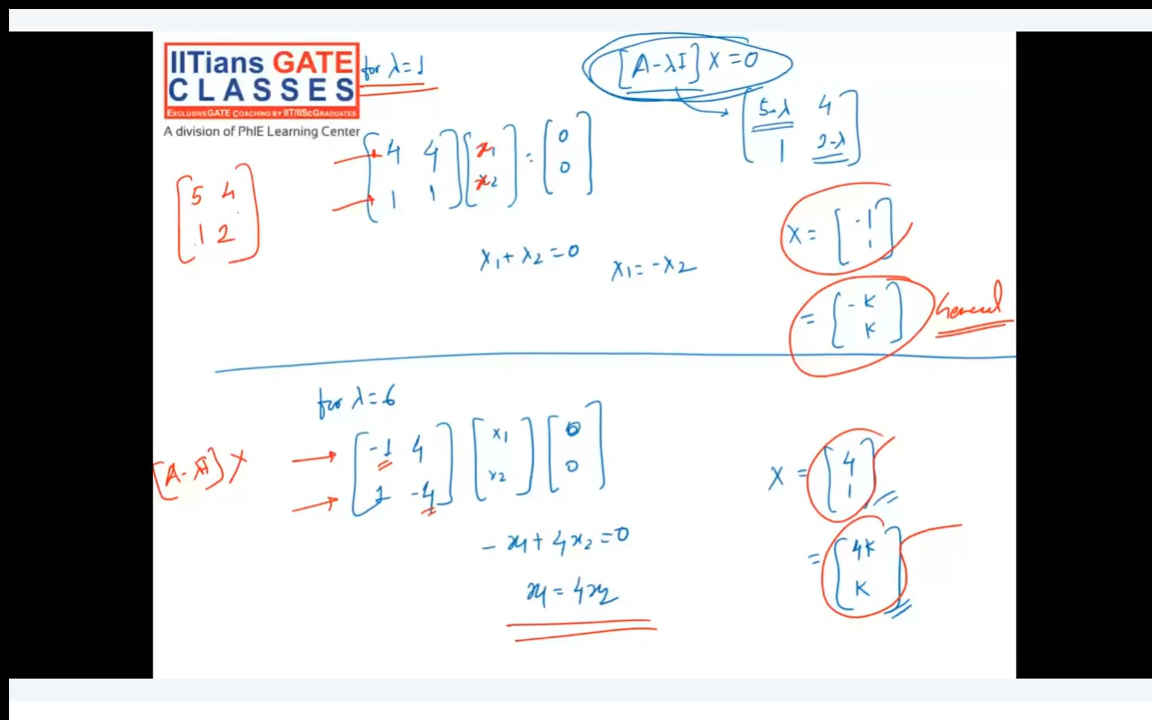 IITians GATE
CLASSES
EXCLUSIVE GATE COACHING BY IIT/IISc GRADUATES
A division of PhIE Learning Center
for λ=1
[A-λI] X = 0
[5-λ 4]
[1 2-λ]
[4 4] [x1] = [0]
[1 1] [x2] [0]
[5 4]
[1 2]
x1 + x2 = 0
x1 = -x2
X = [-1]
[1]
= [-K]
[K]
General
for λ=6
[A-λI] X
[-1 4] [x1] [0]
[1 -4] [x2] [0]
-x1 + 4x2 = 0
x1 = 4x2
X = [4]
[1]
= [4K]
[K]